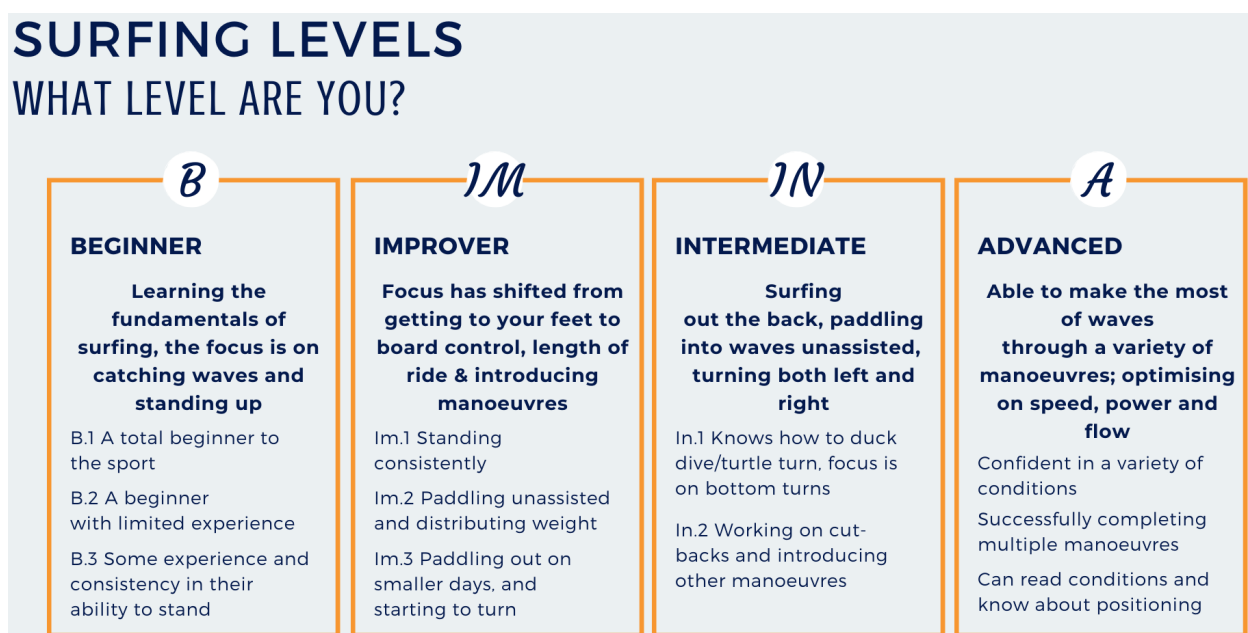 SURFING LEVELS
WHAT LEVEL ARE YOU?
B
BEGINNER
Learning the
fundamentals of
surfing, the focus is on
catching waves and
standing up
B.1 A total beginner to
the sport
B.2 A beginner
with limited experience
B.3 Some experience and
consistency in their
ability to stand
IM
IMPROVER
Focus has shifted from
getting to your feet to
board control, length of
ride & introducing
manoeuvres
Im.1 Standing
consistently
Im.2 Paddling unassisted
and distributing weight
Im.3 Paddling out on
smaller days, and
starting to turn
IN
INTERMEDIATE
Surfing
out the back, paddling
into waves unassisted,
turning both left and
right
In.1 Knows how to duck
dive/turtle turn, focus is
on bottom turns
In.2 Working on cut-
backs and introducing
other manoeuvres
A
ADVANCED
Able to make the most
of waves
through a variety of
manoeuvres; optimising
on speed, power and
flow
Confident in a variety of
conditions
Successfully completing
multiple manoeuvres
Can read conditions and
know about positioning